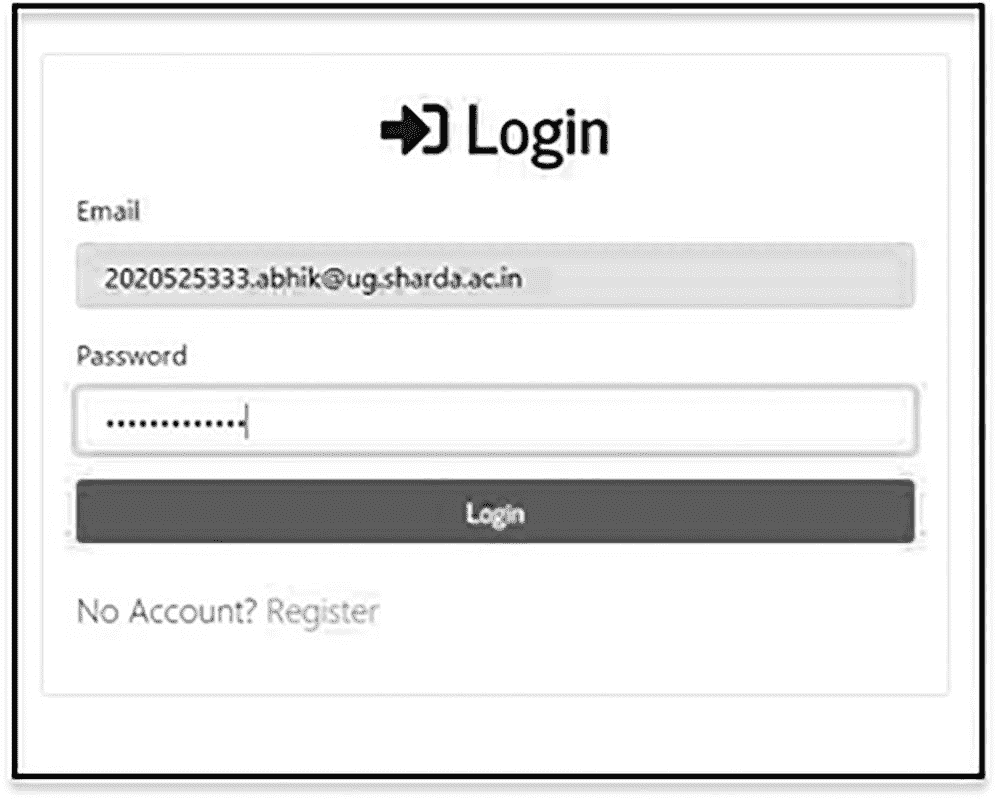 Login
Email
2020525333.abhik@ug.sharda.ac.in
Password
•••••••••••••
Login
No Account? Register